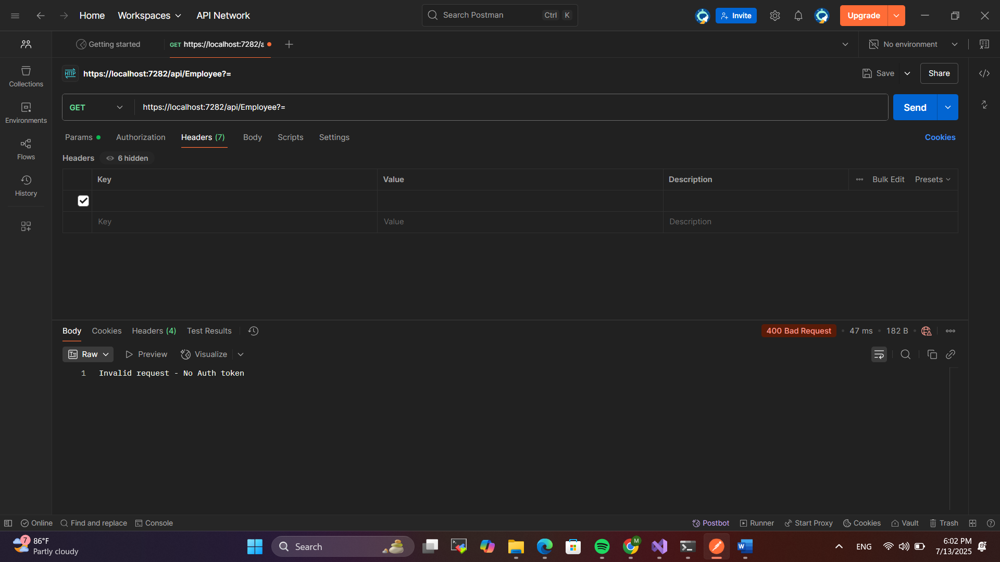 Home Workspaces API Network Search Postman Ctrl K Invite Upgrade
Getting started GET https://localhost:7282/a No environment
HTTP https://localhost:7282/api/Employee?= Save Share
Collections
GET https://localhost:7282/api/Employee?= Send
Environments
Params Authorization Headers (7) Body Scripts Settings Cookies
Flows
Headers 6 hidden
Key Value Description Bulk Edit Presets
History
Key Value Description
Body Cookies Headers (4) Test Results 400 Bad Request • 47 ms • 182 B •
Raw Preview Visualize
1 Invalid request - No Auth token
Online Find and replace Console Postbot Runner Start Proxy Cookies Vault Trash
7 86°F
Partly cloudy
Search
M
ENG
6:02 PM
7/13/2025